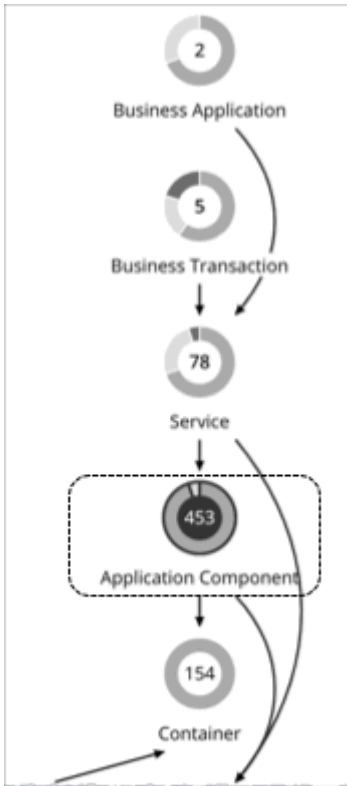 2
Business Application
5
Business Transaction
78
Service
453
Application Component
154
Container